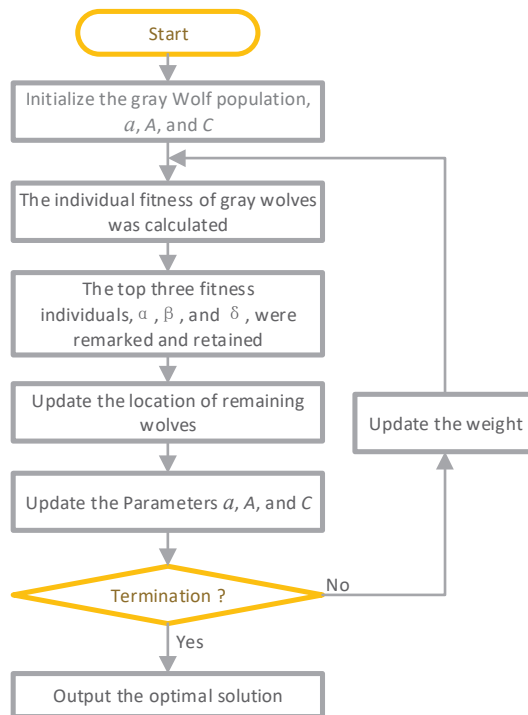 Start
Initialize the gray Wolf population,
a, A, and C
The individual fitness of gray wolves
was calculated
The top three fitness
individuals, α , β , and δ , were
remarked and retained
Update the location of remaining
wolves
Update the weight
Update the Parameters a, A, and C
Termination ?
No
Yes
Output the optimal solution